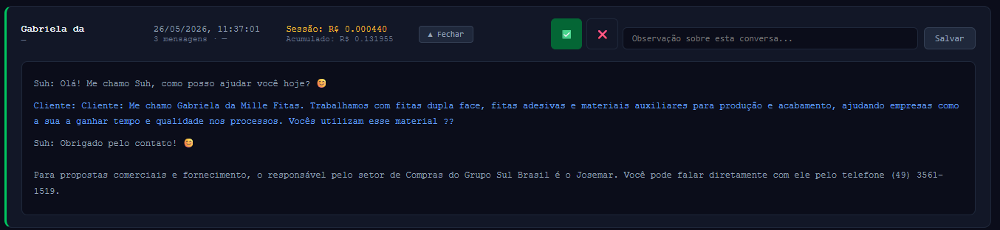 Gabriela da
—
26/05/2026, 11:37:01
3 mensagens · —
Sessão: R$ 0.000440
Acumulado: R$ 0.131955
▲ Fechar
Observação sobre esta conversa...
Salvar
Suh: Olá! Me chamo Suh, como posso ajudar você hoje? 😊
Cliente: Cliente: Me chamo Gabriela da Mille Fitas. Trabalhamos com fitas dupla face, fitas adesivas e materiais auxiliares para produção e acabamento, ajudando empresas como
a sua a ganhar tempo e qualidade nos processos. Vocês utilizam esse material ??
Suh: Obrigado pelo contato! 😊
Para propostas comerciais e fornecimento, o responsável pelo setor de Compras do Grupo Sul Brasil é o Josemar. Você pode falar diretamente com ele pelo telefone (49) 3561-
1519.